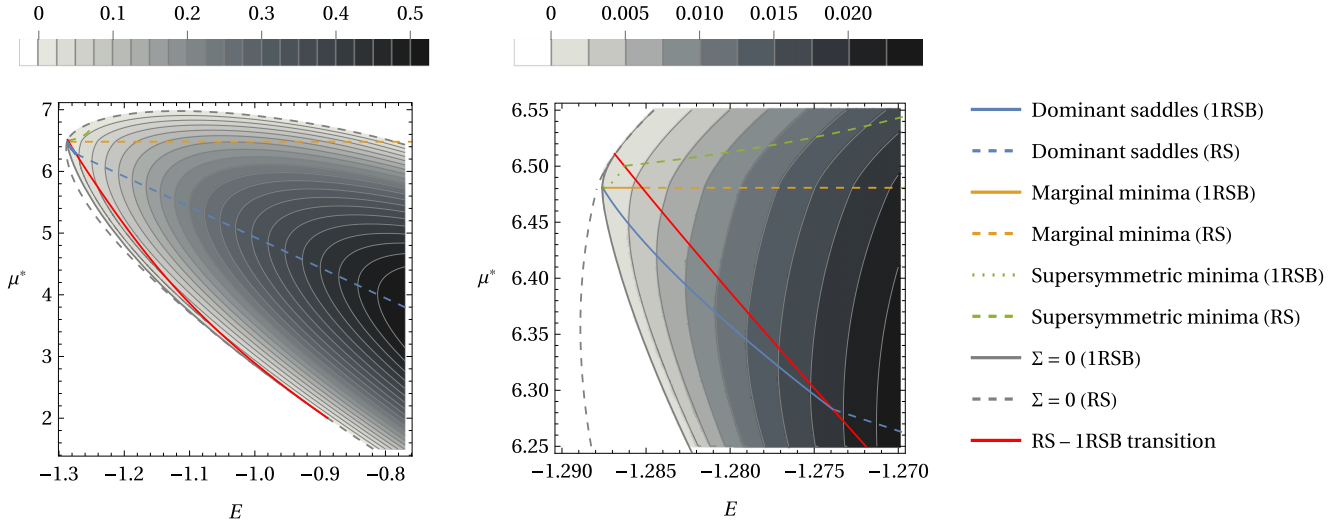 0 0.1 0.2 0.3 0.4 0.5
0 0.005 0.010 0.015 0.020
7
6
5
μ*
4
3
2
−1.3 −1.2 −1.1 −1.0 −0.9 −0.8
E
6.55
6.50
6.45
μ*
6.40
6.35
6.30
6.25
−1.290 −1.285 −1.280 −1.275 −1.270
E
Dominant saddles (1RSB)
Dominant saddles (RS)
Marginal minima (1RSB)
Marginal minima (RS)
Supersymmetric minima (1RSB)
Supersymmetric minima (RS)
Σ = 0 (1RSB)
Σ = 0 (RS)
RS – 1RSB transition